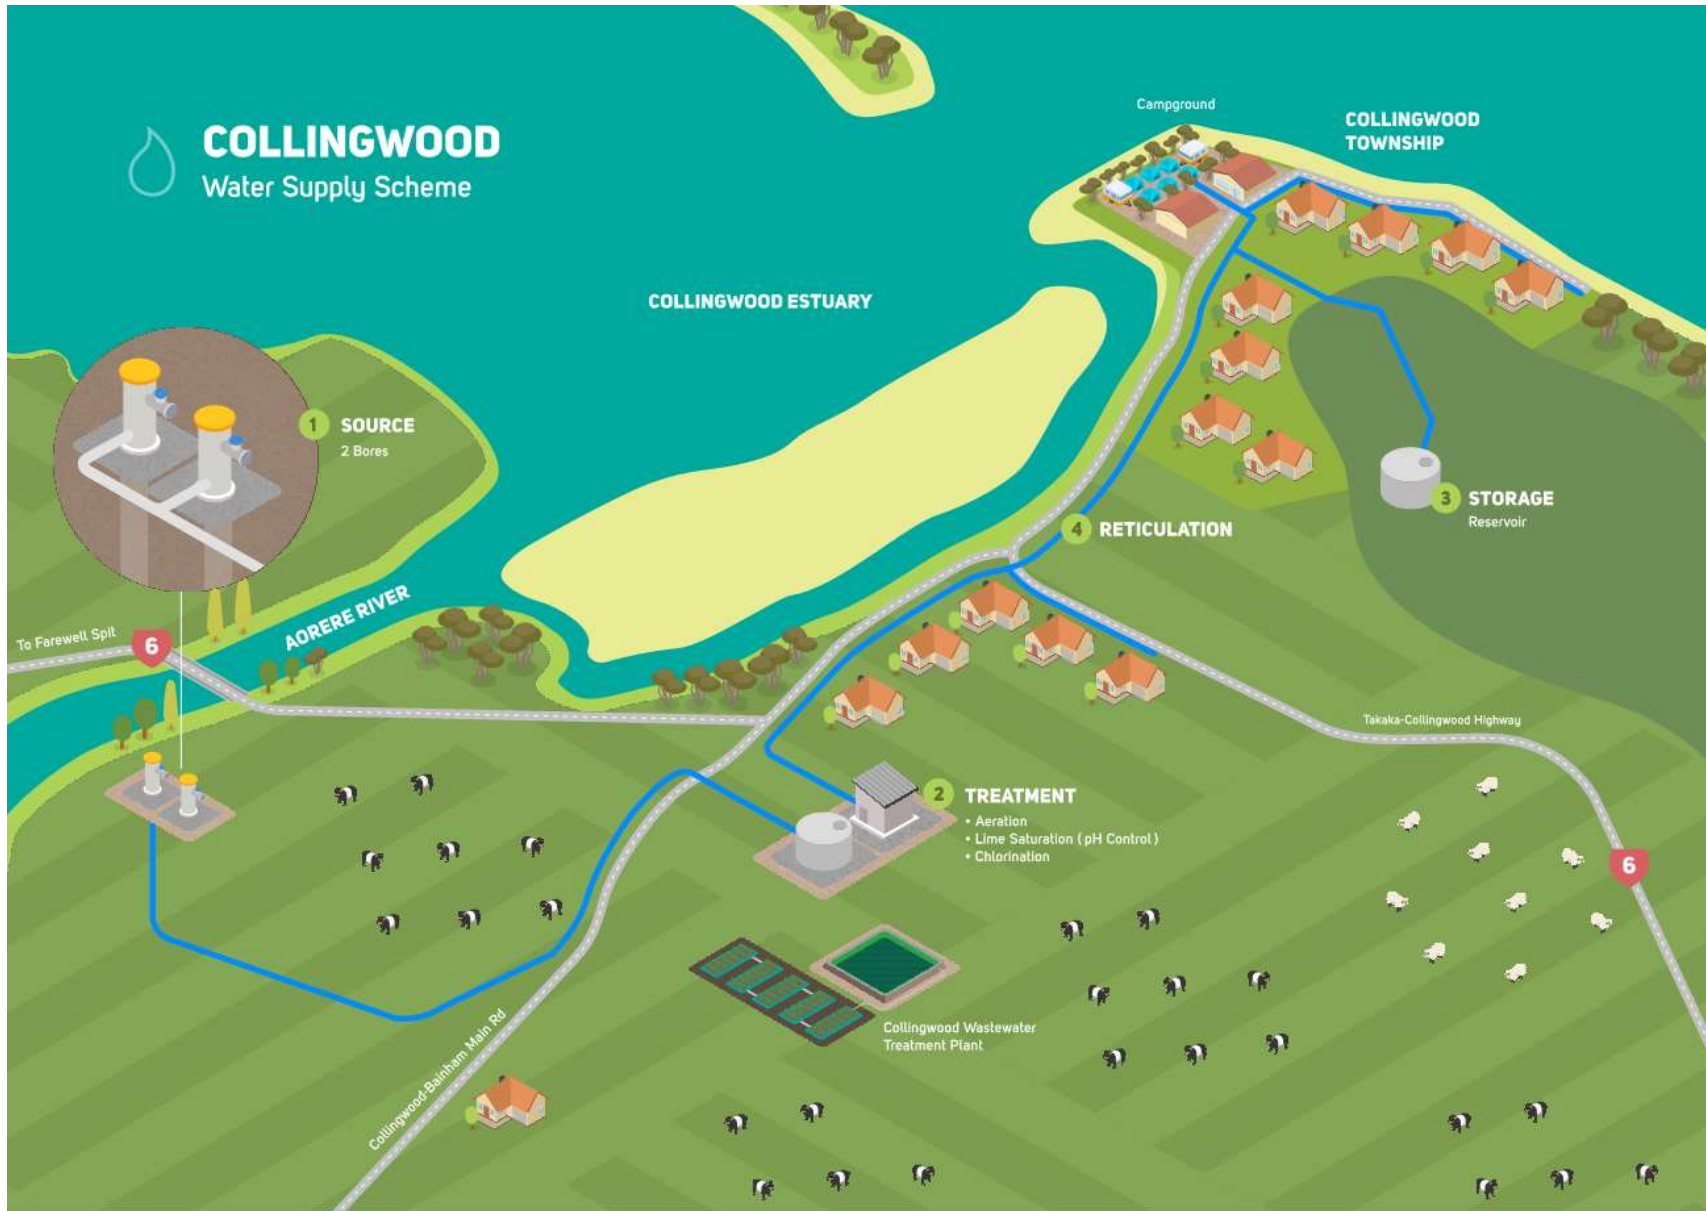 COLLINGWOOD
Water Supply Scheme
Campground
COLLINGWOOD
TOWNSHIP
COLLINGWOOD ESTUARY
1
SOURCE
2 Bores
3
STORAGE
Reservoir
4
RETICULATION
AORERE RIVER
To Farewell Spit
6
Takaka-Collingwood Highway
2
TREATMENT
• Aeration
• Lime Saturation ( pH Control )
• Chlorination
6
Collingwood Wastewater
Treatment Plant
Collingwood-Bainham Main Rd